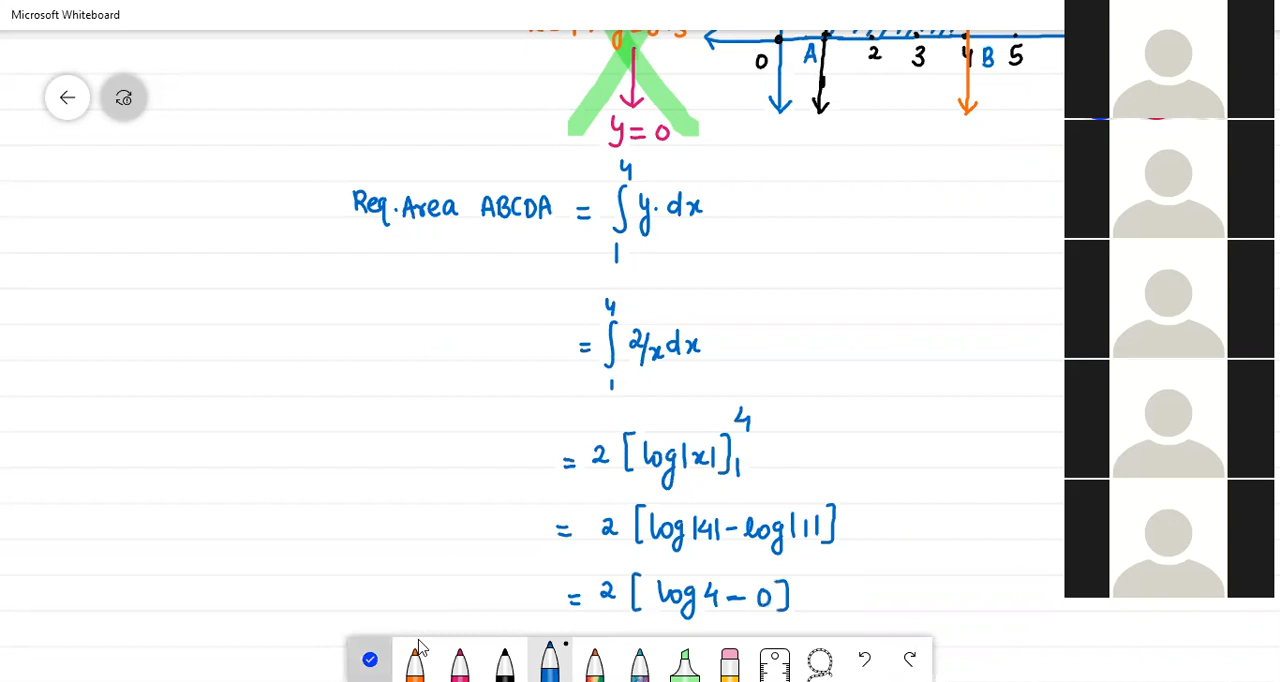 Microsoft Whiteboard
0 A 2 3 4 B 5
y = 0
Req. Area ABCDA = ∫₁⁴ y. dx
= ∫₁⁴ 2/x dx
= 2 [log|x|]₁⁴
= 2 [log|4| - log|1|]
= 2 [log 4 - 0]